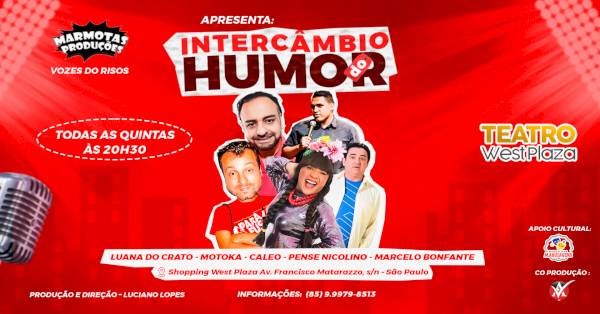 MARMOTAS
PRODUÇÕES
VOZES DO RISOS
APRESENTA:
INTERCÂMBIO
do
HUMOR
TODAS AS QUINTAS
ÀS 20H30
TEATRO
WestPlaza
LUANA DO CRATO - MOTOKA - CALEO - PENSE NICOLINO - MARCELO BONFANTE
Shopping West Plaza Av. Francisco Matarazzo, s/n - São Paulo
APOIO CULTURAL:
CO PRODUÇÃO :
PRODUÇÃO E DIREÇÃO - LUCIANO LOPES
INFORMAÇÕES: (85) 9.9979-8513